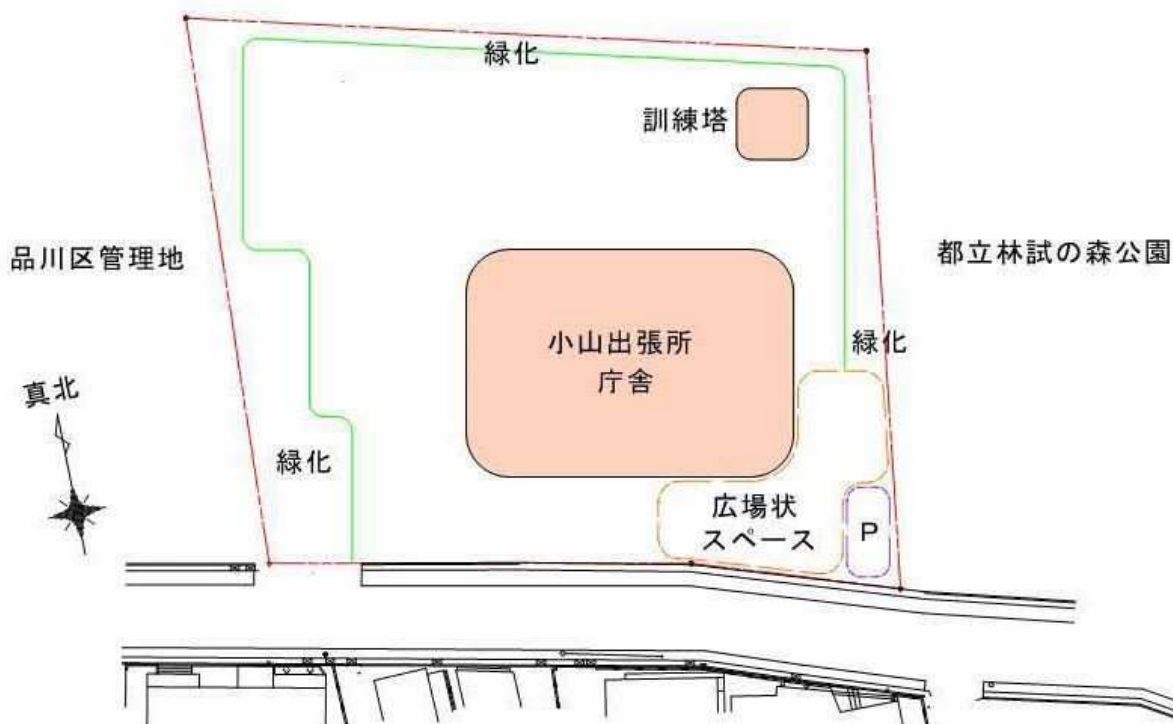 緑化
訓練塔
品川区管理地
都立林試の森公園
小山出張所
庁舎
緑化
真北
緑化
広場状
スペース
P